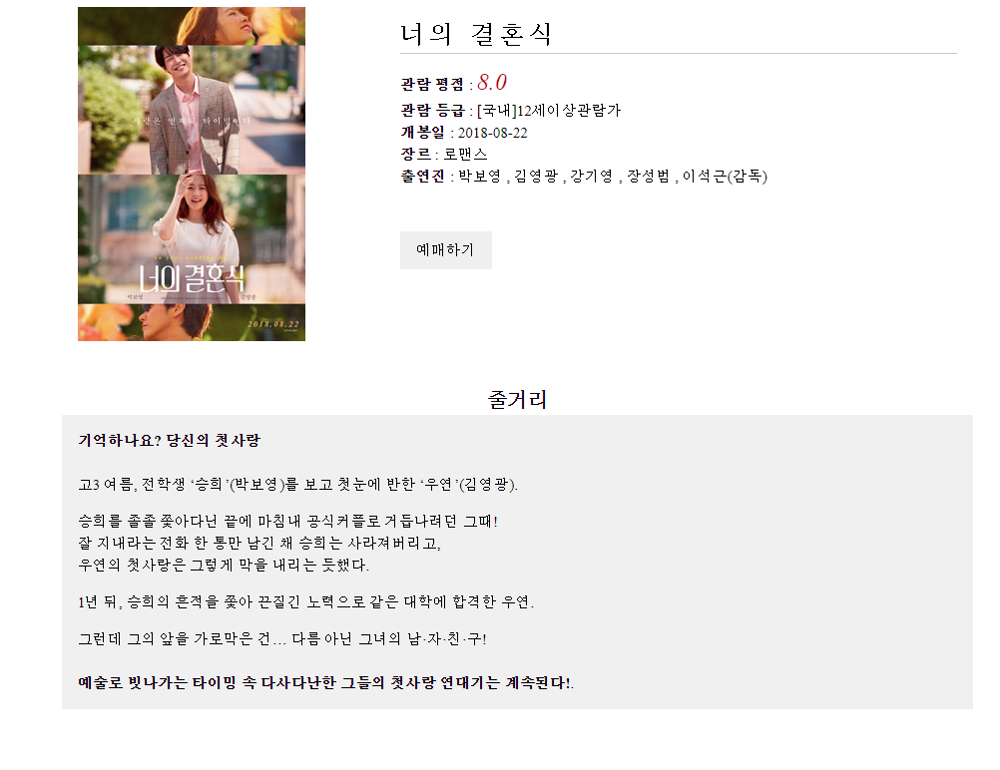 너의 결혼식
관람 평점 : 8.0
관람 등급 : [국내]12세이상관람가
개봉일 : 2018-08-22
장르 : 로맨스
출연진 : 박보영 , 김영광 , 강기영 , 장성범 , 이석근(감독)
예매하기
너의 결혼식
박보영
김영광
2018.08.22
줄거리
기억하나요? 당신의 첫사랑
고3 여름, 전학생 ‘승희’(박보영)를 보고 첫눈에 반한 ‘우연’(김영광).
승희를 졸졸 쫓아다닌 끝에 마침내 공식커플로 거듭나려던 그때!
잘 지내라는 전화 한 통만 남긴 채 승희는 사라져버리고,
우연의 첫사랑은 그렇게 막을 내리는 듯했다.
1년 뒤, 승희의 흔적을 쫓아 끈질긴 노력으로 같은 대학에 합격한 우연.
그런데 그의 앞을 가로막은 건… 다름 아닌 그녀의 남·자·친·구!
예술로 빗나가는 타이밍 속 다사다난한 그들의 첫사랑 연대기는 계속된다!.